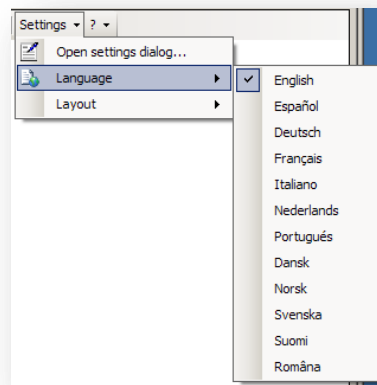 Settings ?
Open settings dialog...
Language
Layout
English
Español
Deutsch
Français
Italiano
Nederlands
Portugués
Dansk
Norsk
Svenska
Suomi
Româna